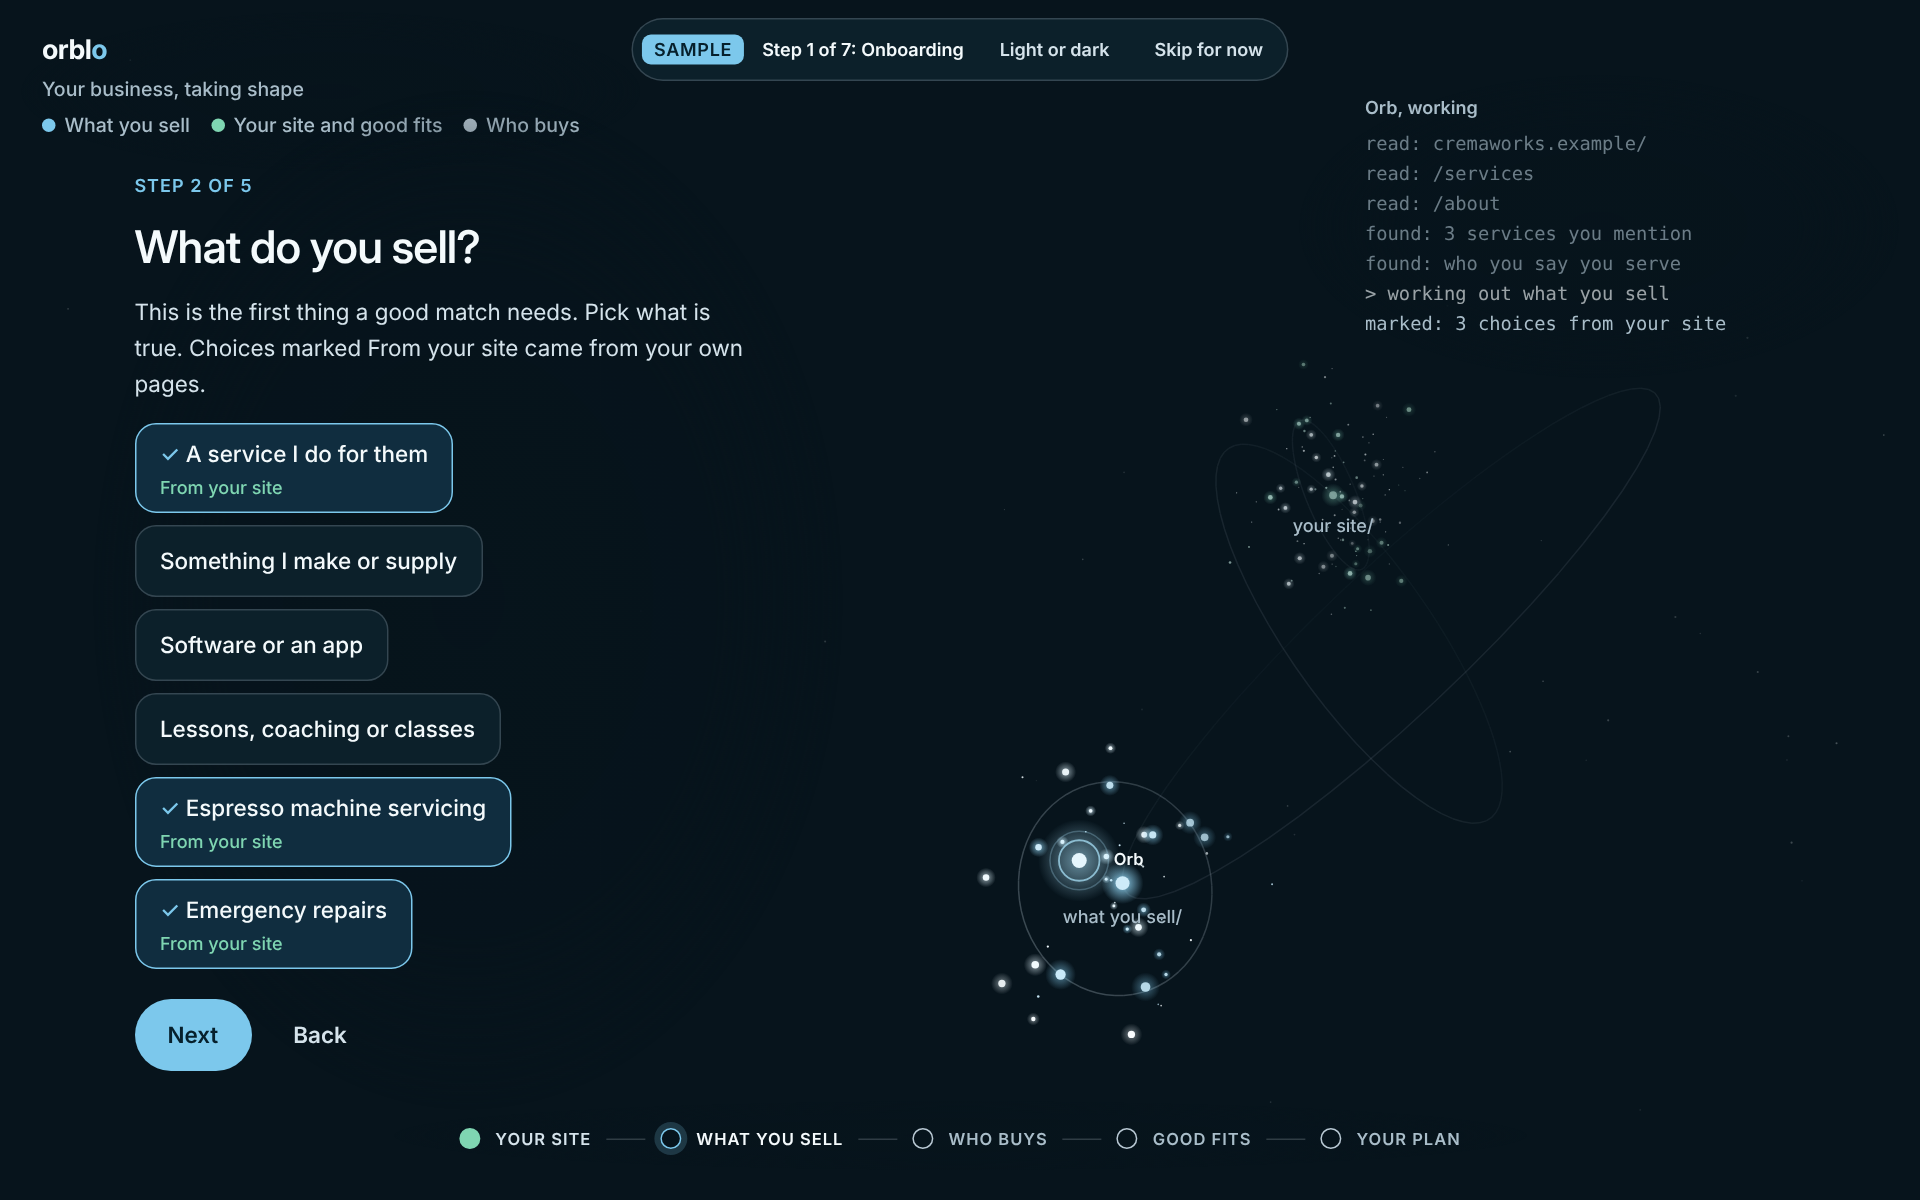 orblo
Your business, taking shape
What you sell
Your site and good fits
Who buys
SAMPLE
Step 1 of 7: Onboarding
Light or dark
Skip for now
STEP 2 OF 5
What do you sell?
This is the first thing a good match needs. Pick what is
true. Choices marked From your site came from your own
pages.
✓ A service I do for them
From your site
Something I make or supply
Software or an app
Lessons, coaching or classes
✓ Espresso machine servicing
From your site
✓ Emergency repairs
From your site
Next
Back
Orb, working
read: cremaworks.example/
read: /services
read: /about
found: 3 services you mention
found: who you say you serve
> working out what you sell
marked: 3 choices from your site
your site/
Orb
what you sell/
YOUR SITE
WHAT YOU SELL
WHO BUYS
GOOD FITS
YOUR PLAN